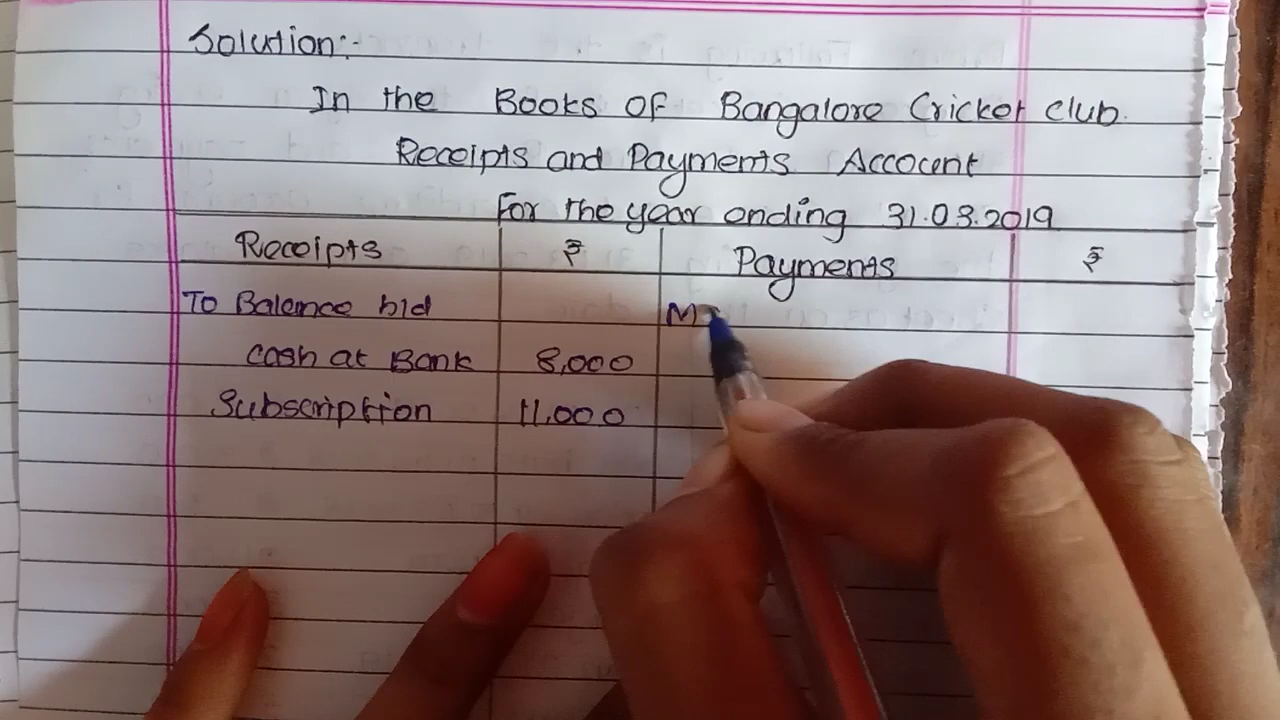 Solution:-
In the Books of Bangalore Cricket club.
Receipts and Payments Account
For the year ending 31.03.2019
Receipts ₹ Payments ₹
To Balance b/d
Cash at Bank 8,000
Subscription 11,000